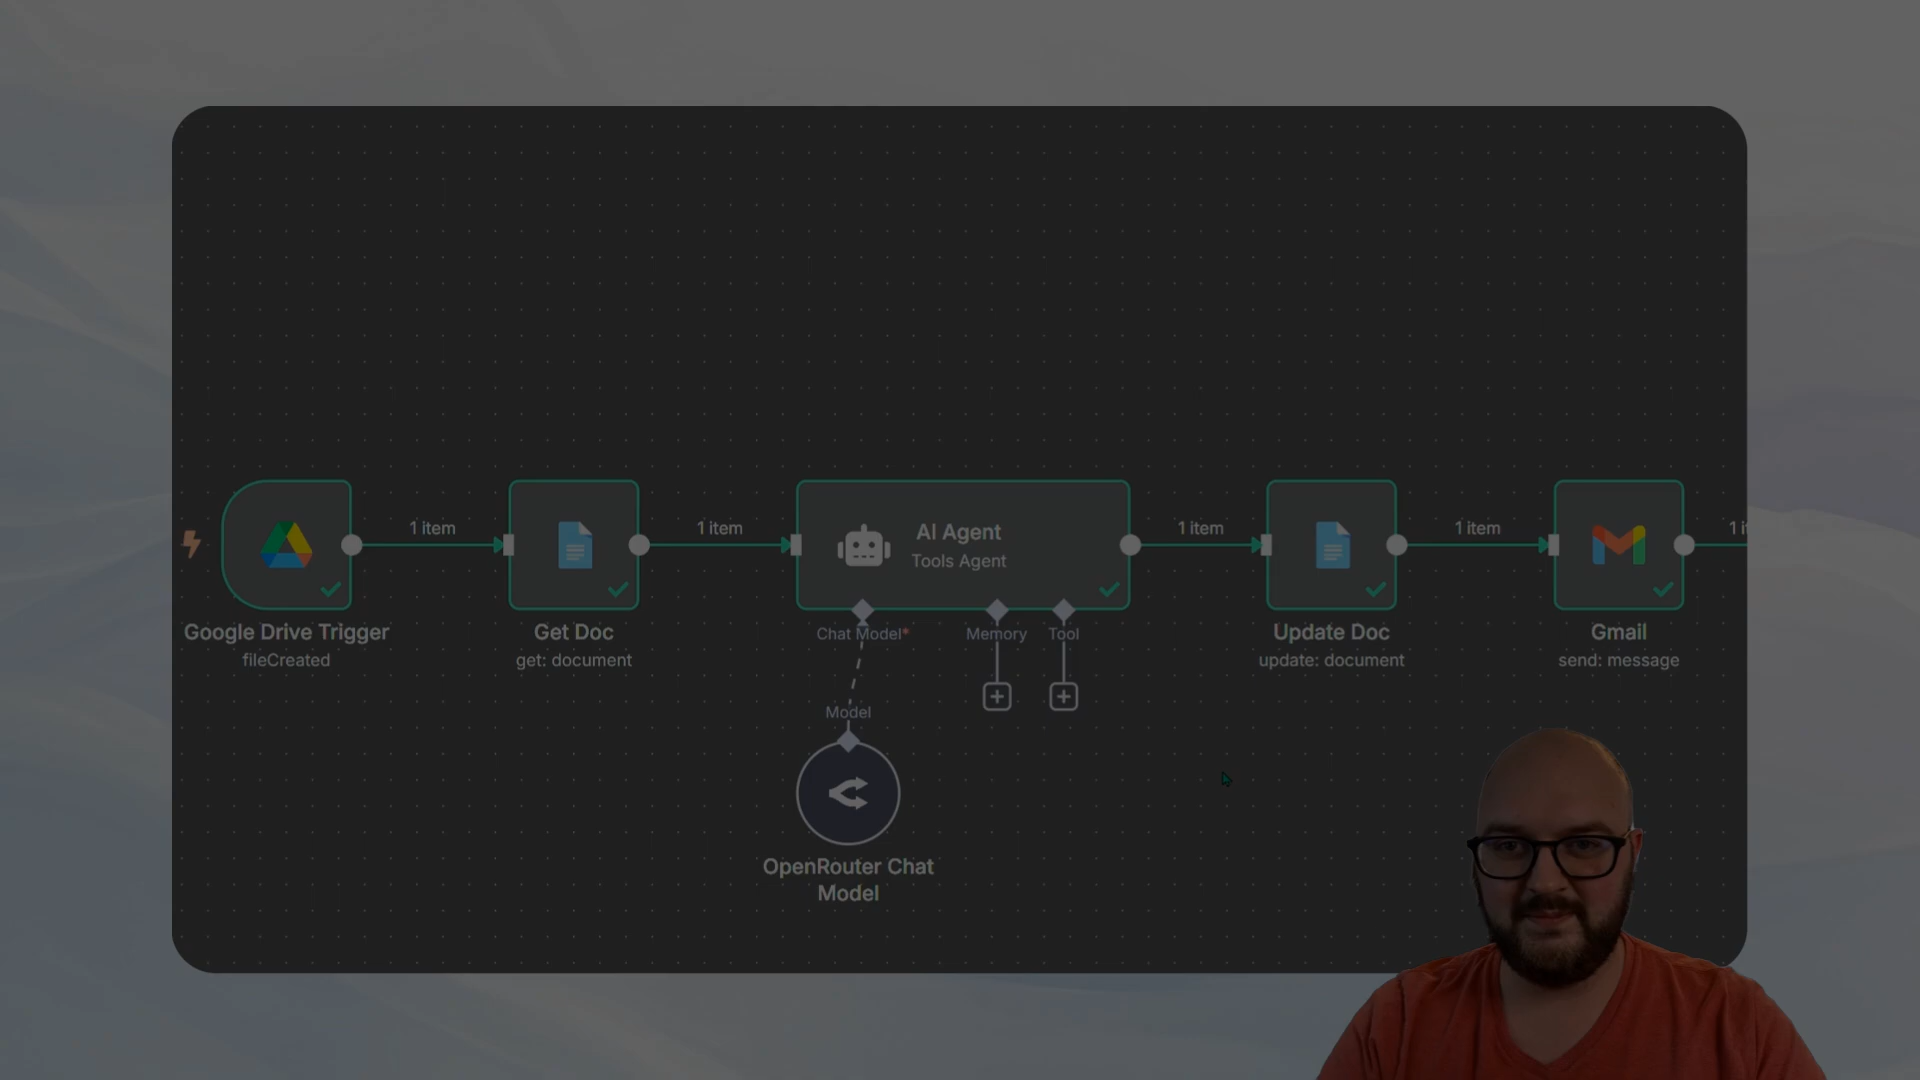 1 item
1 item
AI Agent
Tools Agent
1 item
1 item
Google Drive Trigger
fileCreated
Get Doc
get: document
Chat Model*
Memory
Tool
Update Doc
update: document
Gmail
send: message
Model
OpenRouter Chat
Model